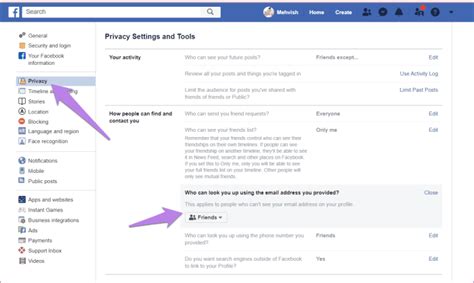 Search
Mahvish
Home
Create
General
Security and login
Your Facebook
information
Privacy
Timeline and tagging
Stories
Location
Blocking
Language and region
Face recognition
Notifications
Mobile
Public posts
Apps and websites
Instant Games
Business integrations
Ads
Payments
Support Inbox
Videos
Privacy Settings and Tools
Your activity
Who can see your future posts?
Friends except...
Edit
Review all your posts and things you're tagged in
Use Activity Log
Limit the audience for posts you've shared with
friends of friends or Public?
Limit Past Posts
How people can find and
contact you
Who can send you friend requests?
Everyone
Edit
Who can see your friends list?
Only me
Edit
Remember that your friends control who can see their
friendships on their own timelines. If people can see your
friendship on another timeline, they'll be able to see it
in News Feed, search and other places on Facebook.
If you set this to Only me, only you will be able to see
your full friends list on your timeline. Other people will
only see mutual friends.
Who can look you up using the email address you provided?
Close
This applies to people who can't see your email address on your profile.
Friends
Who can look you up using the phone number you
provided?
Friends
Edit
Do you want search engines outside of Facebook
to link to your Profile?
Yes
Edit